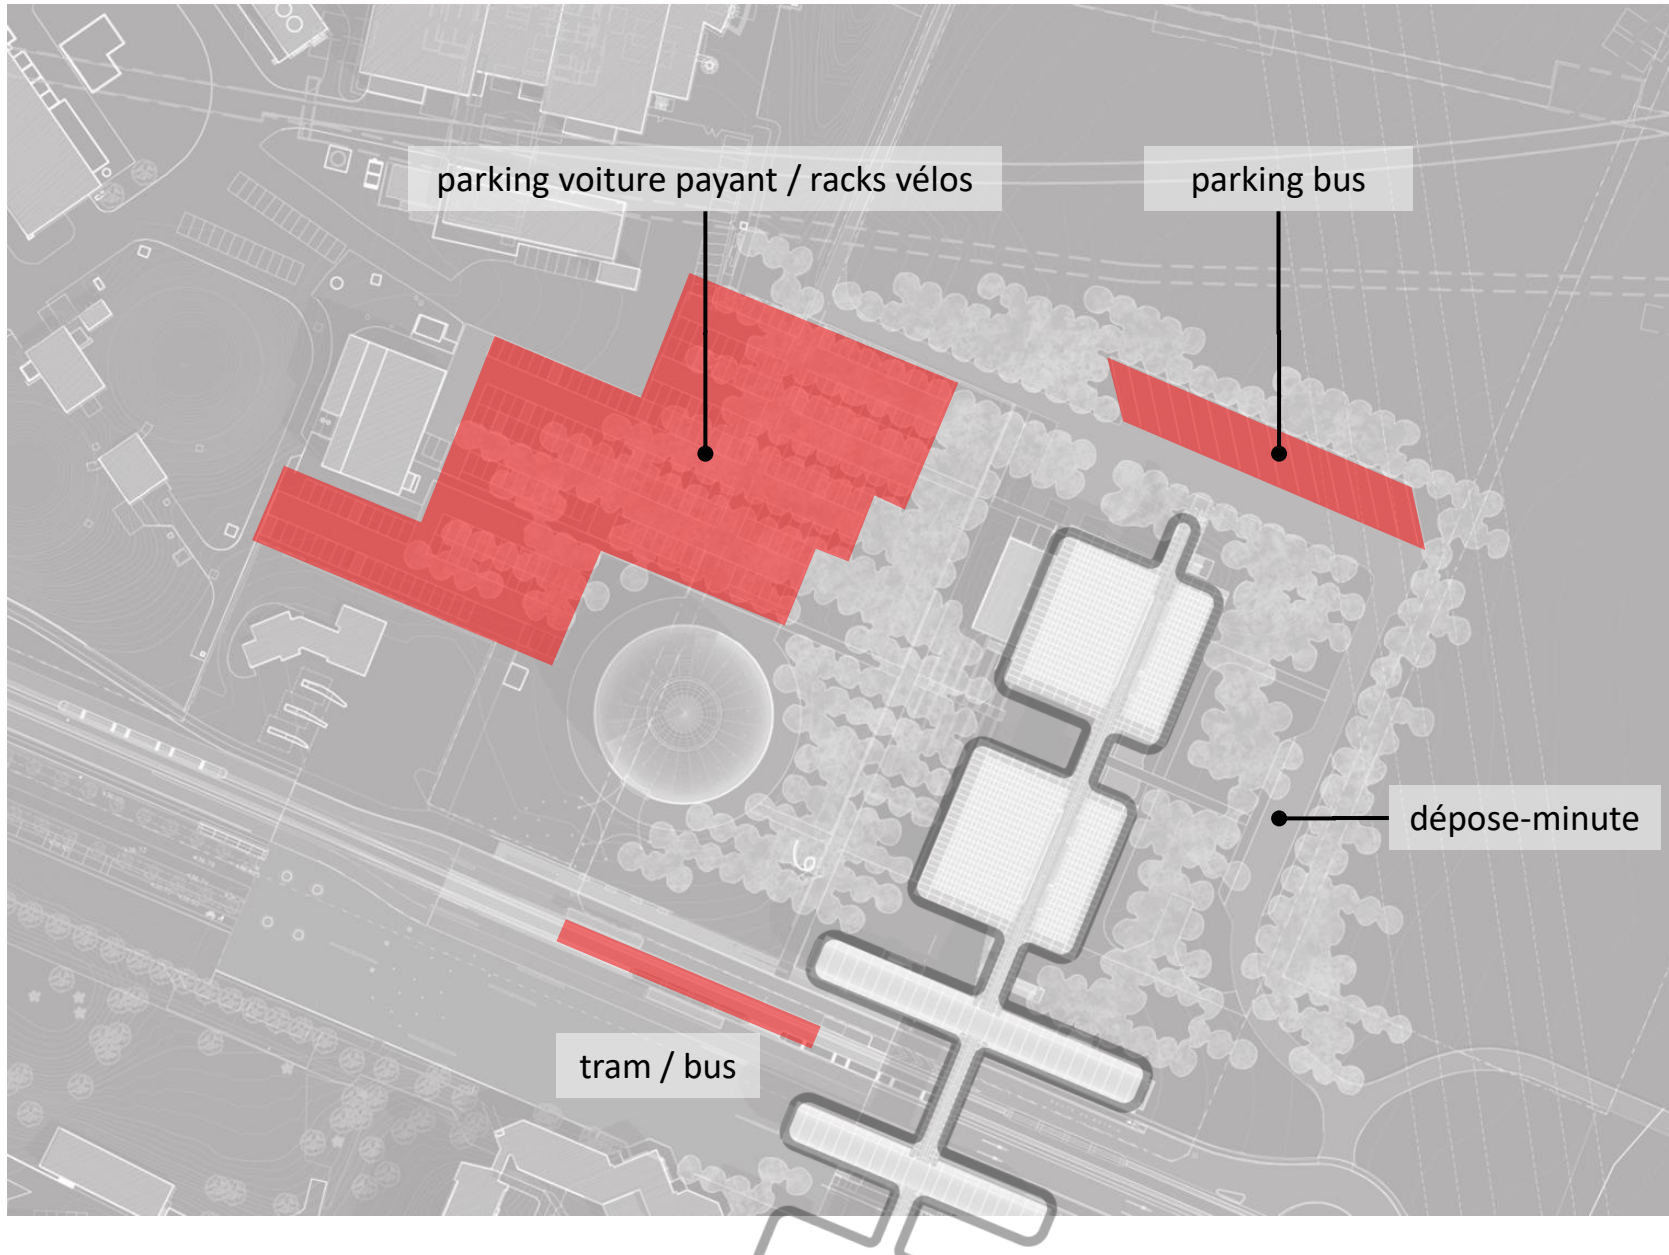 parking voiture payant / racks vélos
parking bus
dépose-minute
tram / bus